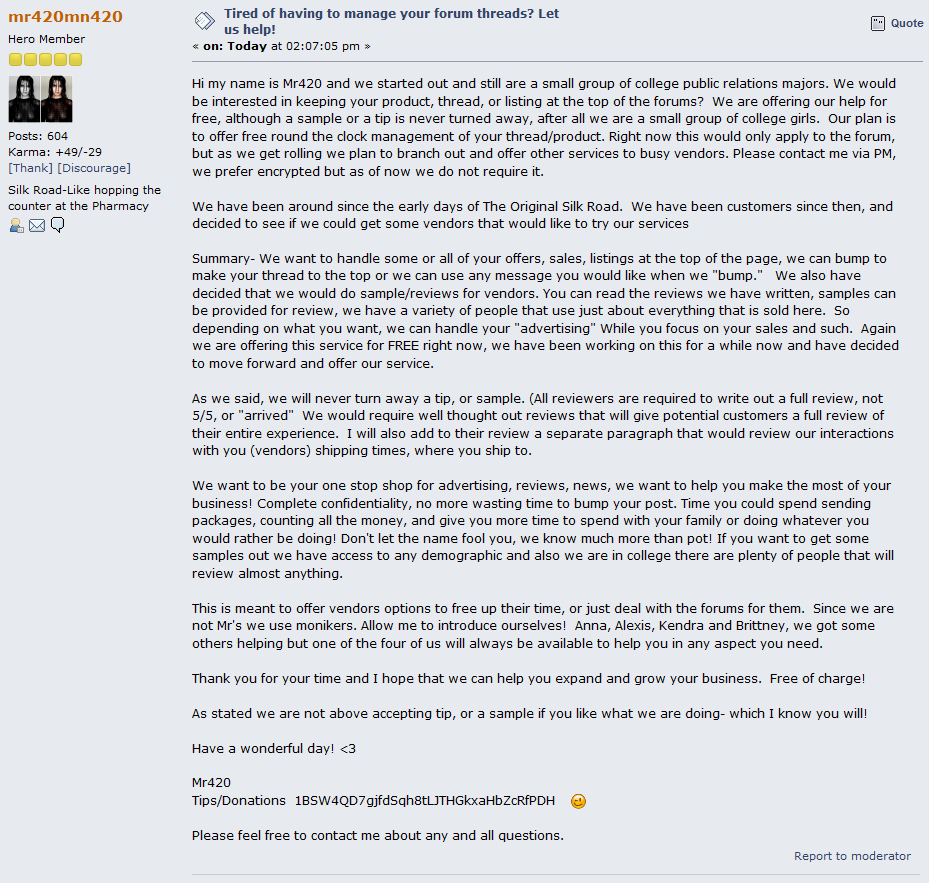 mr420mn420
Hero Member
Posts: 604
Karma: +49/-29
[Thank] [Discourage]
Silk Road-Like hopping the
counter at the Pharmacy
Tired of having to manage your forum threads? Let
us help!
« on: Today at 02:07:05 pm »
Quote
Hi my name is Mr420 and we started out and still are a small group of college public relations majors. We would
be interested in keeping your product, thread, or listing at the top of the forums?  We are offering our help for
free, although a sample or a tip is never turned away, after all we are a small group of college girls.  Our plan is
to offer free round the clock management of your thread/product. Right now this would only apply to the forum,
but as we get rolling we plan to branch out and offer other services to busy vendors. Please contact me via PM,
we prefer encrypted but as of now we do not require it.
We have been around since the early days of The Original Silk Road.  We have been customers since then, and
decided to see if we could get some vendors that would like to try our services
Summary- We want to handle some or all of your offers, sales, listings at the top of the page, we can bump to
make your thread to the top or we can use any message you would like when we "bump."   We also have
decided that we would do sample/reviews for vendors. You can read the reviews we have written, samples can
be provided for review, we have a variety of people that use just about everything that is sold here.  So
depending on what you want, we can handle your "advertising" While you focus on your sales and such.  Again
we are offering this service for FREE right now, we have been working on this for a while now and have decided
to move forward and offer our service.
As we said, we will never turn away a tip, or sample. (All reviewers are required to write out a full review, not
5/5, or "arrived"  We would require well thought out reviews that will give potential customers a full review of
their entire experience.  I will also add to their review a separate paragraph that would review our interactions
with you (vendors) shipping times, where you ship to.
We want to be your one stop shop for advertising, reviews, news, we want to help you make the most of your
business! Complete confidentiality, no more wasting time to bump your post. Time you could spend sending
packages, counting all the money, and give you more time to spend with your family or doing whatever you
would rather be doing! Don't let the name fool you, we know much more than pot! If you want to get some
samples out we have access to any demographic and also we are in college there are plenty of people that will
review almost anything.
This is meant to offer vendors options to free up their time, or just deal with the forums for them.  Since we are
not Mr's we use monikers. Allow me to introduce ourselves!  Anna, Alexis, Kendra and Brittney, we got some
others helping but one of the four of us will always be available to help you in any aspect you need.
Thank you for your time and I hope that we can help you expand and grow your business.  Free of charge!
As stated we are not above accepting tip, or a sample if you like what we are doing- which I know you will!
Have a wonderful day! <3
Mr420
Tips/Donations  1BSW4QD7gjfdSqh8tLJTHGkxaHbZcRfPDH
Please feel free to contact me about any and all questions.
Report to moderator